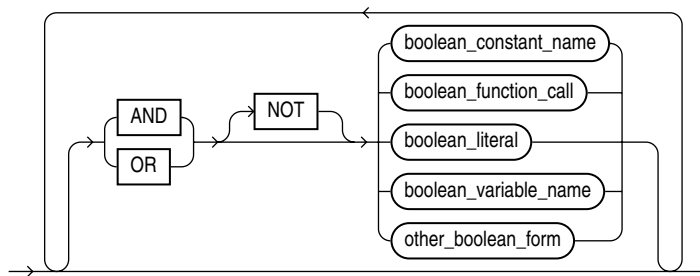 AND
OR
NOT
boolean_constant_name
boolean_function_call
boolean_literal
boolean_variable_name
other_boolean_form